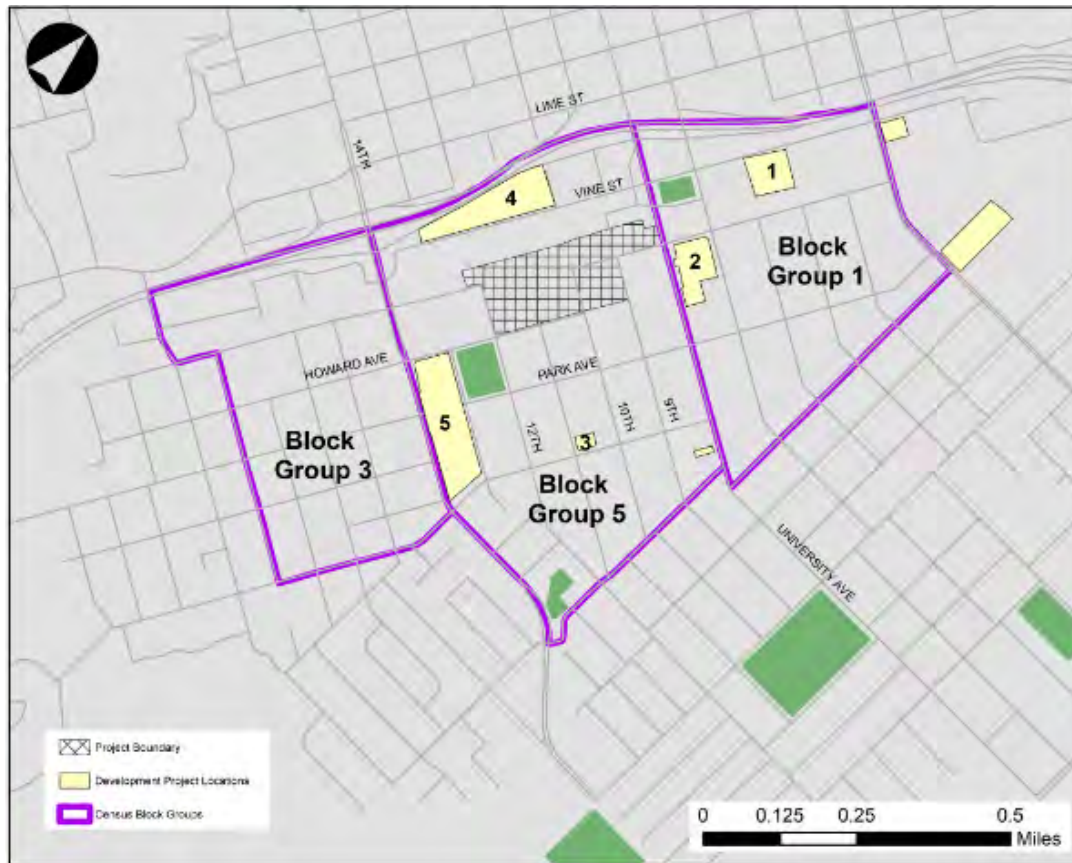 LIME ST
14TH
VINE ST
4
1
2
Block
Group 1
HOWARD AVE
PARK AVE
5
12TH
3
10TH
9TH
Block
Group 3
Block
Group 5
UNIVERSITY AVE
Project Boundary
Development Project Locations
Census Block Groups
0 0.125 0.25 0.5
Miles